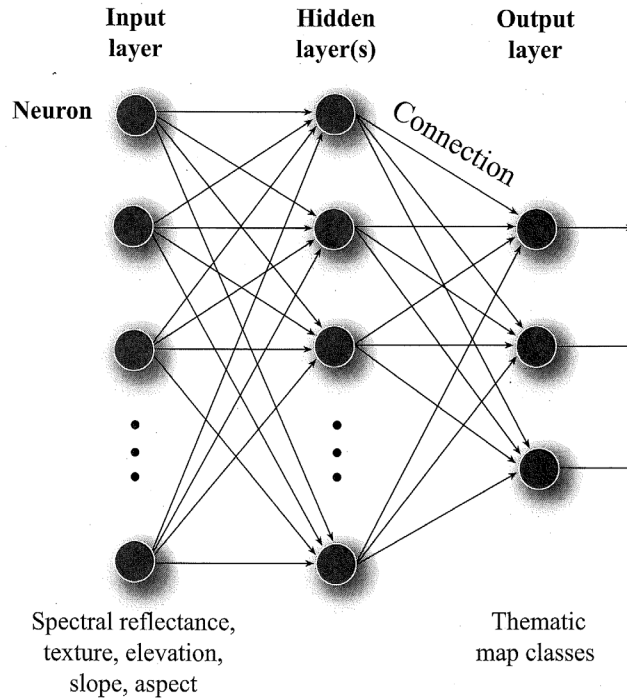 Input
layer
Hidden
layer(s)
Output
layer
Neuron
Connection
Spectral reflectance,
texture, elevation,
slope, aspect
Thematic
map classes